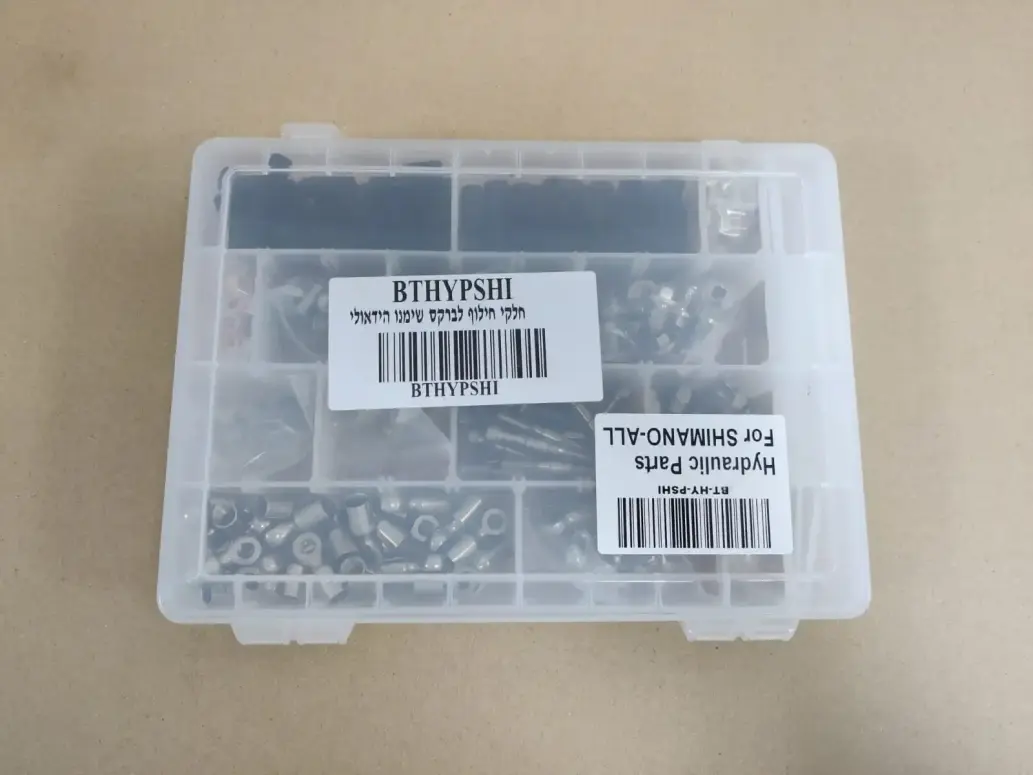 BTHYPSHI
חלקי חילוף לברקס שימנו הידאולי
BTHYPSHI
Hydraulic Parts
For SHIMANO-ALL
BT-HY-PSHI